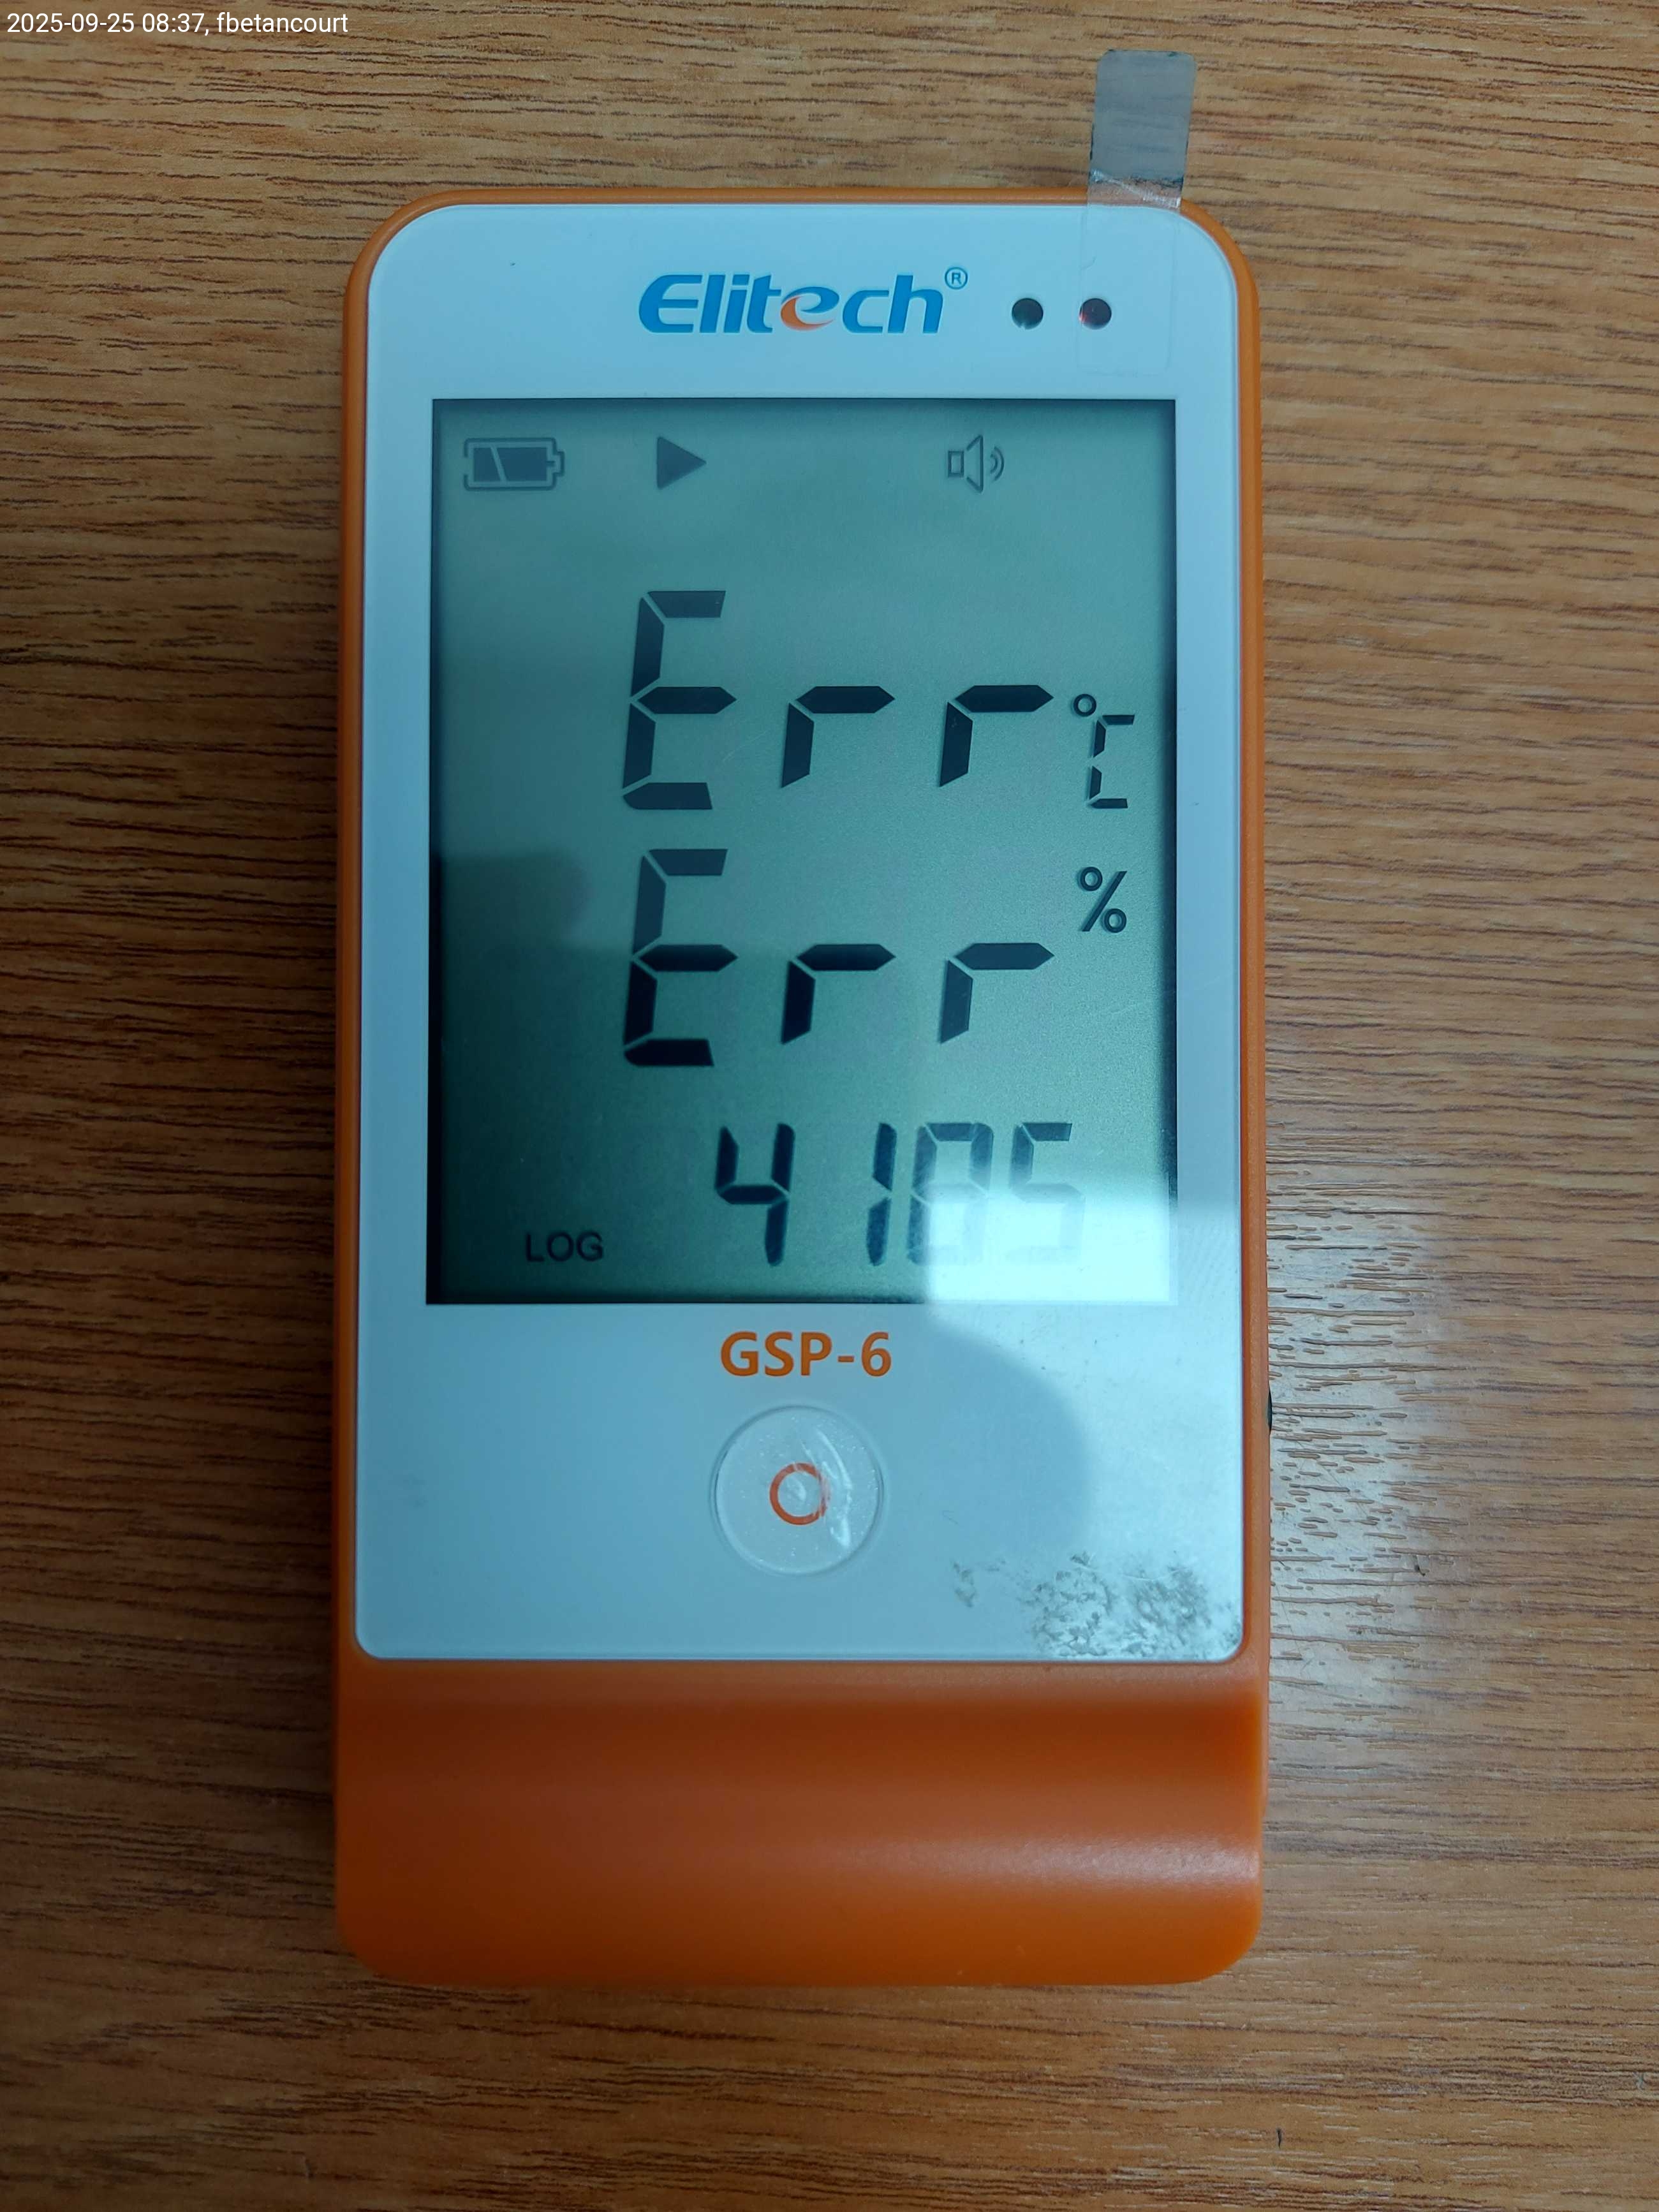 2025-09-25 08:37, fbetancourt
Elitech®
Err °C
Err %
LOG 4185
GSP-6